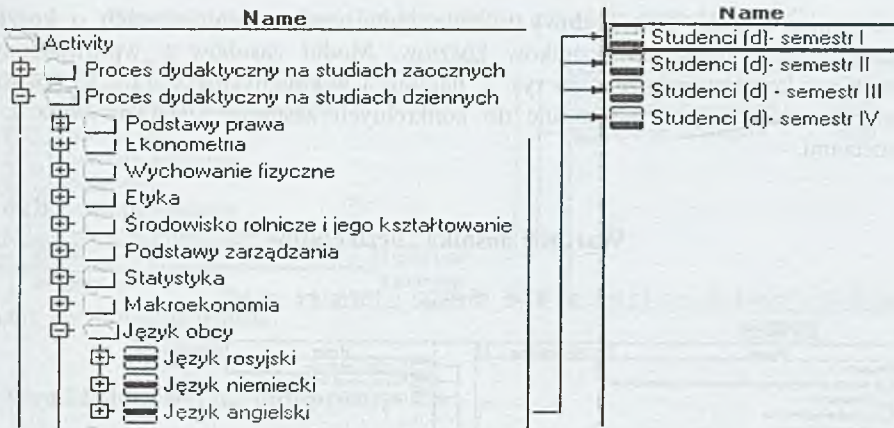 Name
Activity
Proces dydaktyczny na studiach zaocznych
Proces dydaktyczny na studiach dziennych
Podstawy prawa
Ekonometria
Wychowanie fizyczne
Etyka
Środowisko rolnicze i jego kształtowanie
Podstawy zarządzania
Statystyka
Makroekonomia
Język obcy
Język rosyjski
Język niemiecki
Język angielski
Name
Studenci (d)- semestr I
Studenci (d)- semestr II
Studenci (d) - semestr III
Studenci (d)- semestr IV